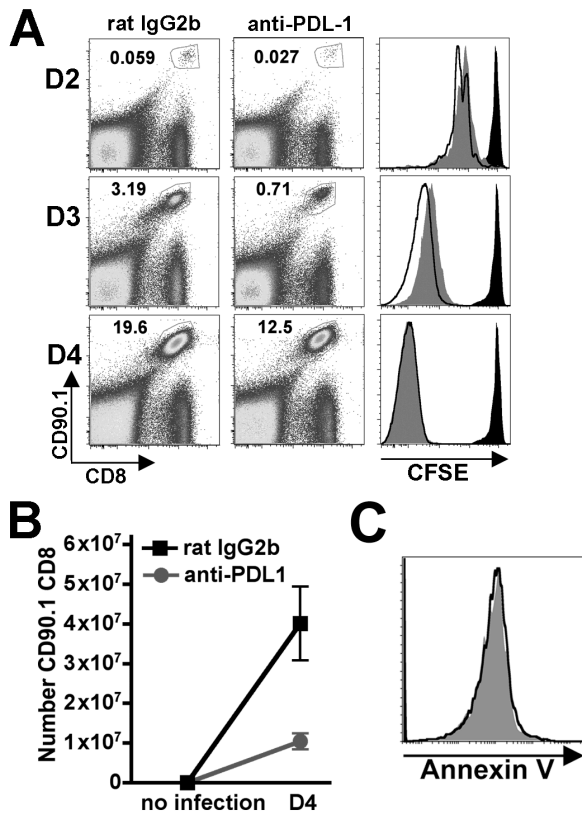 A
rat IgG2b
anti-PDL-1
D2
0.059
0.027
D3
3.19
0.71
D4
19.6
12.5
CD90.1
CD8
CFSE
B
6x10⁷
5x10⁷
4x10⁷
3x10⁷
2x10⁷
1x10⁷
0
Number CD90.1 CD8
rat IgG2b
anti-PDL1
no infection
D4
C
Annexin V